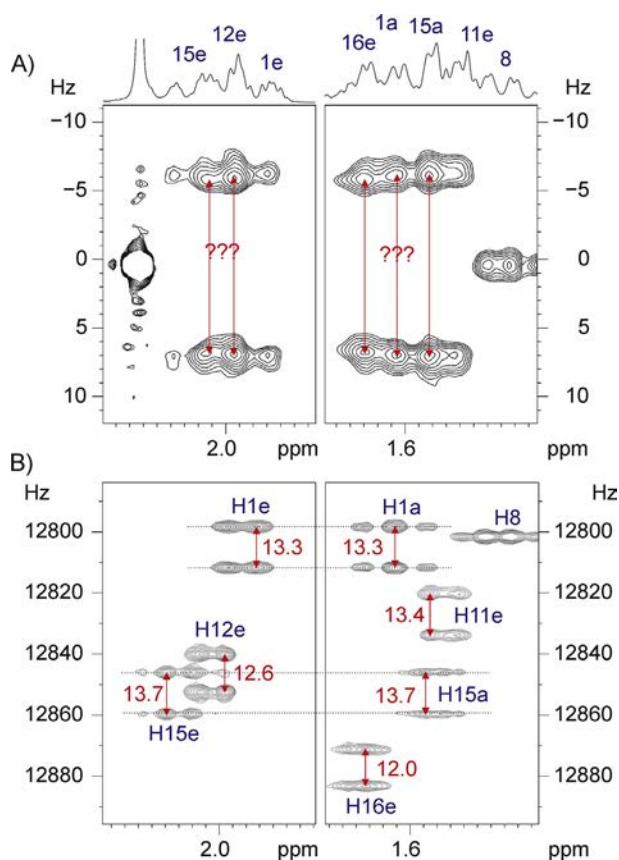 A)
15e 12e 1e 16e 1a 15a 11e 8
Hz
−10 −10
−5 −5
0 0
5 5
10 10
??? ???
2.0 ppm 1.6 ppm
B)
Hz Hz
12800 12800
12820 12820
12840 12840
12860 12860
12880 12880
H1e H1a H8
13.3 13.3
13.4 H11e
H12e
12.6
13.7 13.7 H15a
H15e
12.0
H16e
2.0 ppm 1.6 ppm